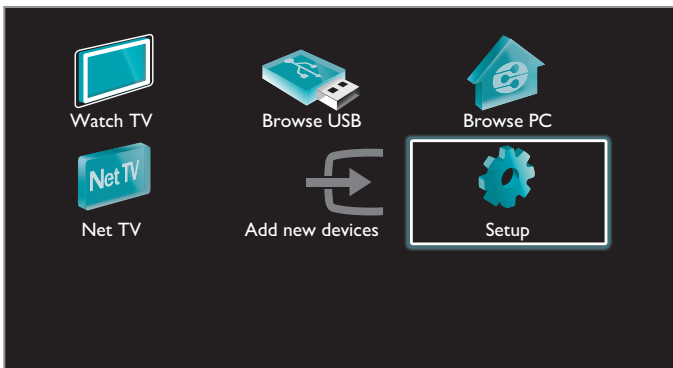 Watch TV
Browse USB
Browse PC
Net TV
Net TV
Add new devices
Setup